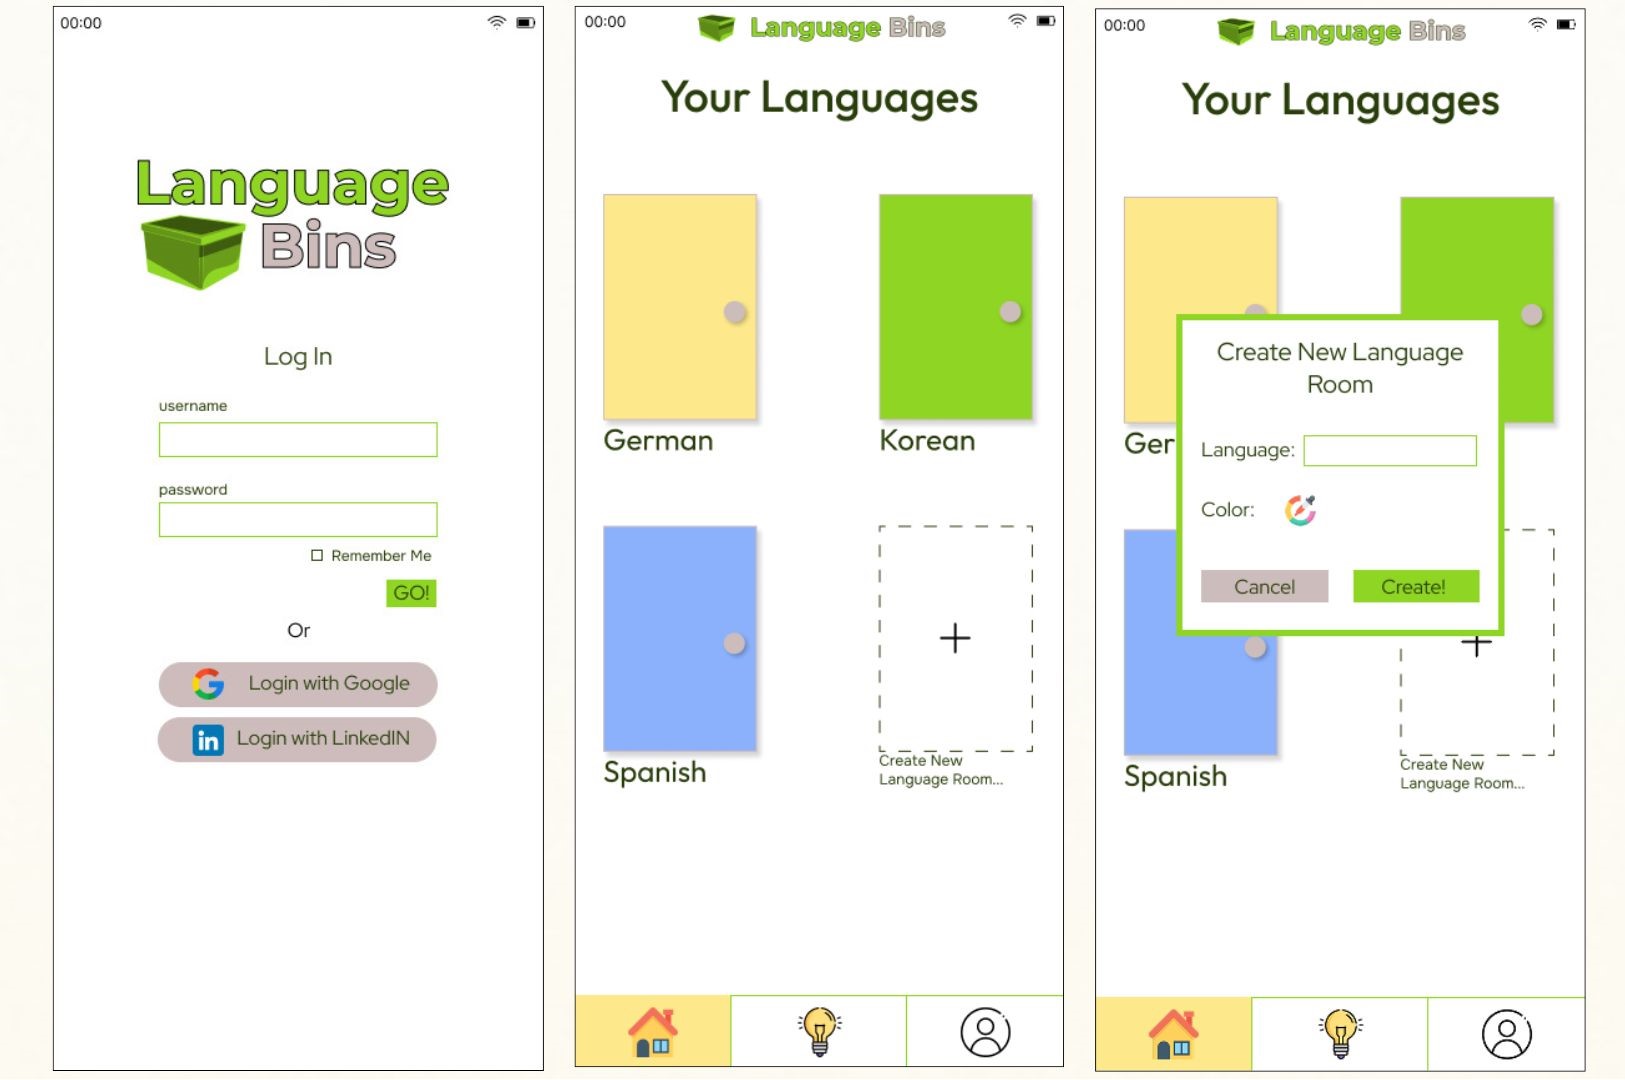 00:00
Language
Bins
Log In
username
password
Remember Me
GO!
Or
Login with Google
in Login with LinkedIN
00:00
Language Bins
Your Languages
German
Korean
Spanish
Create New
Language Room...
00:00
Language Bins
Your Languages
Ger
Create New Language
Room
Language:
Color:
Cancel
Create!
Spanish
Create New
Language Room...